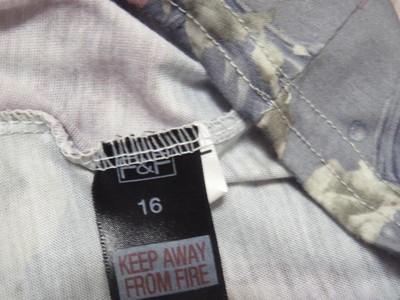 F&F
16
KEEP AWAY
FROM FIRE